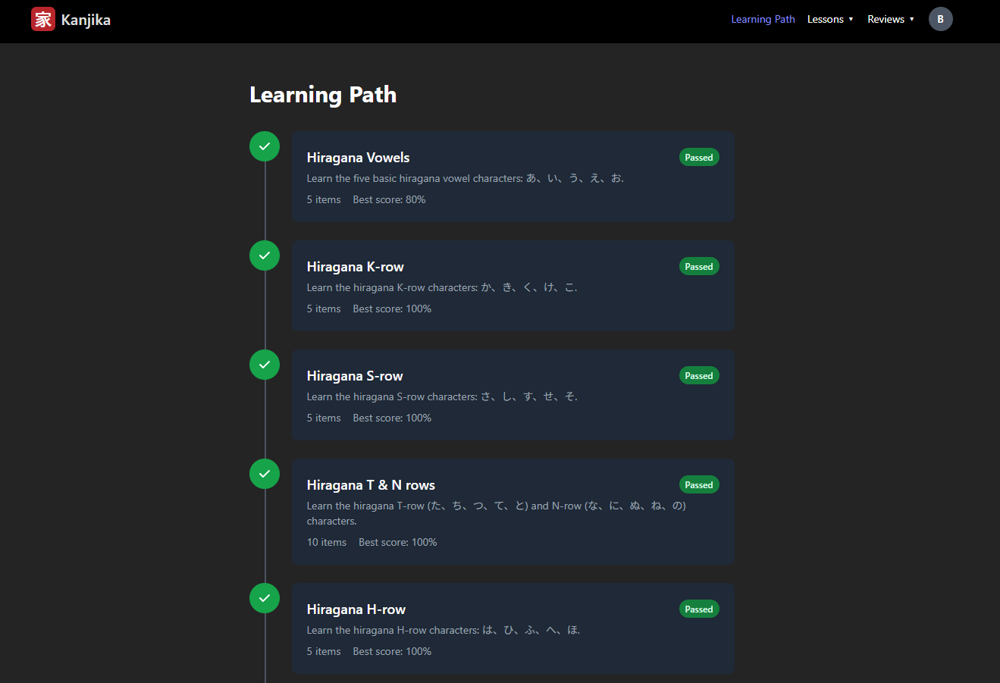 家 Kanjika
Learning Path Lessons ▼ Reviews ▼ B
Learning Path
Hiragana Vowels Passed
Learn the five basic hiragana vowel characters: あ、い、う、え、お.
5 items Best score: 80%
Hiragana K-row Passed
Learn the hiragana K-row characters: か、き、く、け、こ.
5 items Best score: 100%
Hiragana S-row Passed
Learn the hiragana S-row characters: さ、し、す、せ、そ.
5 items Best score: 100%
Hiragana T & N rows Passed
Learn the hiragana T-row (た、ち、つ、て、と) and N-row (な、に、ぬ、ね、の)
characters.
10 items Best score: 100%
Hiragana H-row Passed
Learn the hiragana H-row characters: は、ひ、ふ、へ、ほ.
5 items Best score: 100%